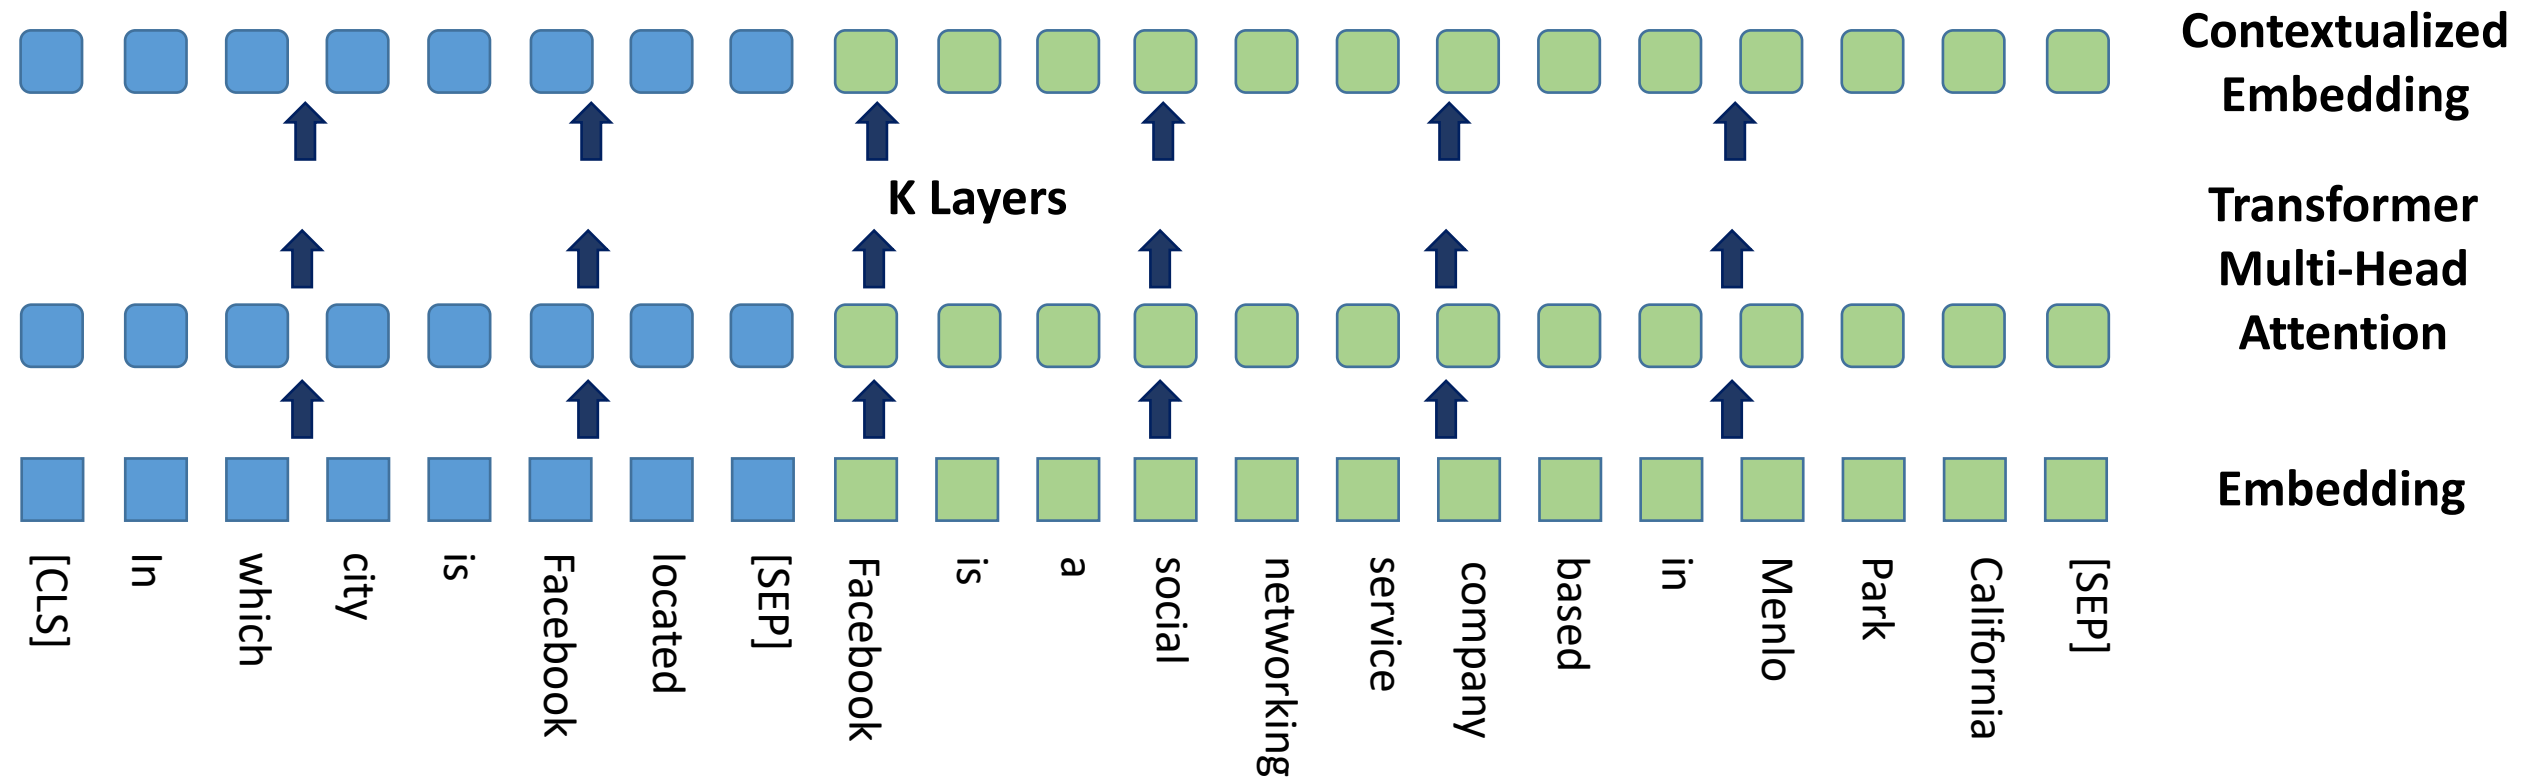 Contextualized
Embedding
K Layers
Transformer
Multi-Head
Attention
Embedding
[CLS]
In
which
city
is
Facebook
located
[SEP]
Facebook
is
a
social
networking
service
company
based
in
Menlo
Park
California
[SEP]